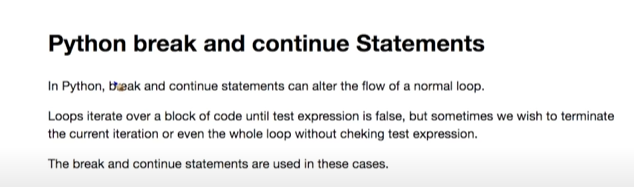 Python break and continue Statements
In Python, break and continue statements can alter the flow of a normal loop.
Loops iterate over a block of code until test expression is false, but sometimes we wish to terminate
the current iteration or even the whole loop without cheking test expression.
The break and continue statements are used in these cases.